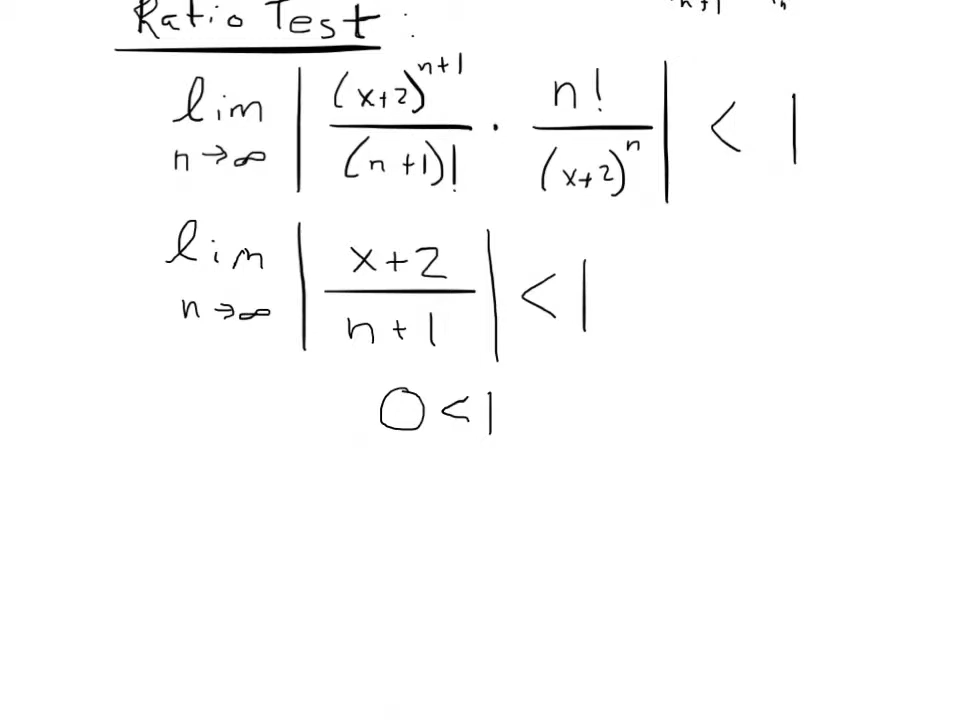 Ratio Test :
lim n→∞ | (x+2)^(n+1) / (n+1)! · n! / (x+2)^n | < 1
lim n→∞ | x+2 / n+1 | < 1
0 < 1